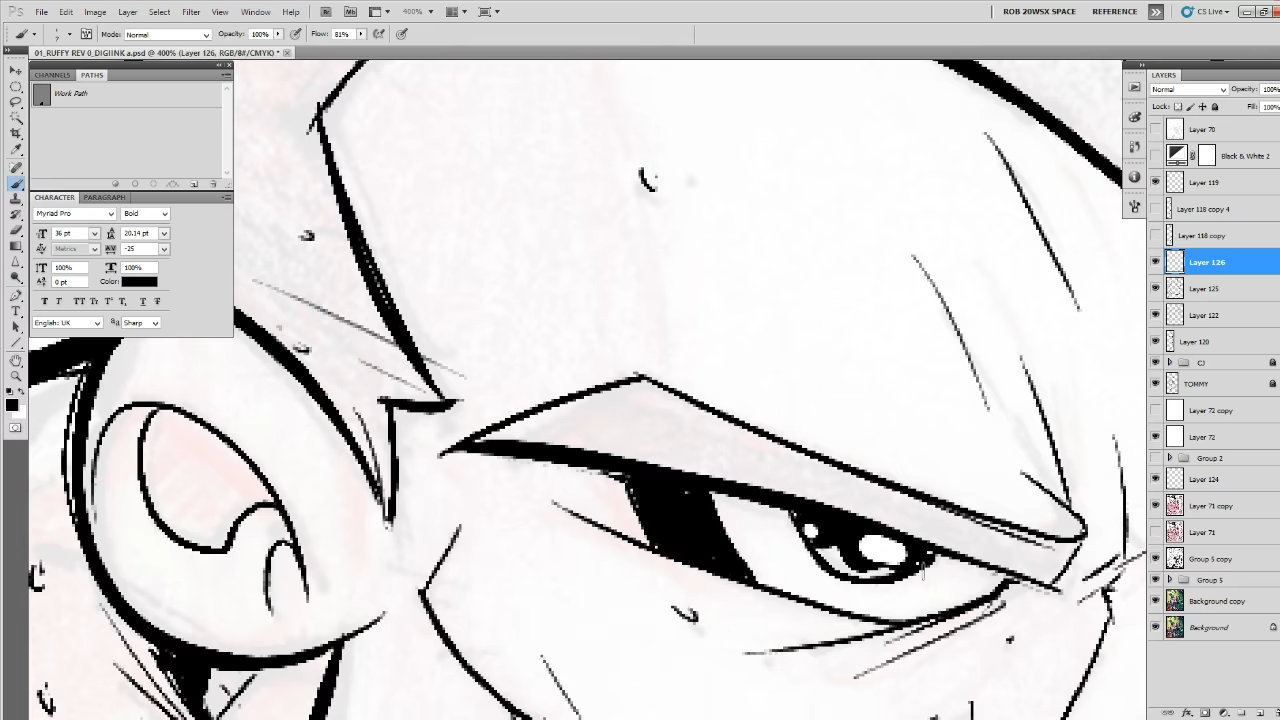 Ps File Edit Image Layer Select Filter View Window Help Br Mb 400% ROB 20WSX SPACE REFERENCE CS Live
Mode: Normal Opacity: 100% Flow: 81%
01_RUFFY REV 0_DIGIINK a.psd @ 400% (Layer 126, RGB/8#/CMYK) *
CHANNELS PATHS
Work Path
CHARACTER PARAGRAPH
Myriad Pro Bold
36 pt 20.14 pt
Metrics -25
100% 100%
0 pt Color:
English: UK Sharp
LAYERS
Normal Opacity: 100%
Lock: Fill: 100%
Layer 70
Black & White 2
Layer 119
Layer 118 copy 4
Layer 118 copy
Layer 126
Layer 125
Layer 122
Layer 120
CJ
TOMMY
Layer 72 copy
Layer 72
Group 2
Layer 124
Layer 71 copy
Layer 71
Group 5 copy
Group 5
Background copy
Background